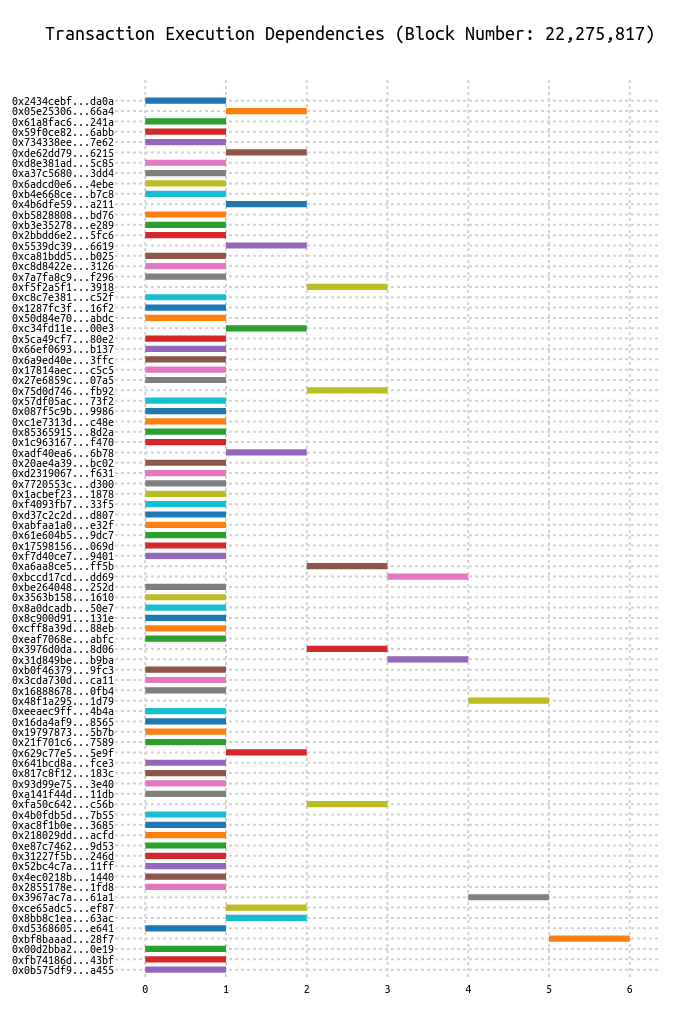 Transaction Execution Dependencies (Block Number: 22,275,817)
0x2434cebf...da0a
0x05e25306...66a4
0x61a8fac6...241a
0x59f0ce82...6abb
0x734338ee...7e62
0xde62dd79...6215
0xd8e381ad...5c85
0xa37c5680...3dd4
0x6adcd0e6...4ebe
0xb4e668ce...b7c8
0x4b6dfe59...a211
0xb5828808...bd76
0xb3e35278...e289
0x2bbdd6e2...5fc6
0x5539dc39...6619
0xca81bdd5...b025
0xc8d8422e...3126
0x7a7fa8c9...f296
0xf5f2a5f1...3918
0xc8c7e381...c52f
0x1287fc3f...16f2
0x50d84e70...abdc
0xc34fd11e...00e3
0x5ca49cf7...80e2
0x66ef0693...b137
0x6a9ed40e...3ffc
0x17814aec...c5c5
0x27e6859c...07a5
0x75d0d746...fb92
0x57df05ac...73f2
0x087f5c9b...9986
0xc1e7313d...c48e
0x85365915...8d2a
0x1c963167...f470
0xadf40ea6...6b78
0x20ae4a39...bc02
0xd2319067...f631
0x7720553c...d300
0x1acbef23...1878
0xf4093fb7...33f5
0xd37c2c2d...d807
0xabfaa1a0...e32f
0x61e604b5...9dc7
0x17598156...069d
0xf7d40ce7...9401
0xa6aa8ce5...ff5b
0xbccd17cd...dd69
0xbe264048...252d
0x3563b158...1610
0x8a0dcadb...50e7
0x8c900d91...131e
0xcff8a39d...88eb
0xeaf7068e...abfc
0x3976d0da...8d06
0x31d849be...b9ba
0xb0f46379...9fc3
0x3cda730d...ca11
0x16888678...0fb4
0x48f1a295...1d79
0xeeaec9ff...4b4a
0x16da4af9...8565
0x19797873...5b7b
0x21f701c6...7589
0x629c77e5...5e9f
0x641bcd8a...fce3
0x817c8f12...183c
0x93d99e75...3e40
0xa141f44d...11db
0xfa50c642...c56b
0x4b0fdb5d...7b55
0xac8f1b0e...3685
0x218029dd...acfd
0xe87c7462...9d53
0x31227f5b...246d
0x52bc4c7a...11ff
0x4ec0218b...1440
0x2855178e...1fd8
0x3967ac7a...61a1
0xce65adc5...ef87
0x8bb8c1ea...63ac
0xd5368605...e641
0xbf8baaad...28f7
0x00d2bba2...0e19
0xfb74186d...43bf
0x0b575df9...a455
0 1 2 3 4 5 6